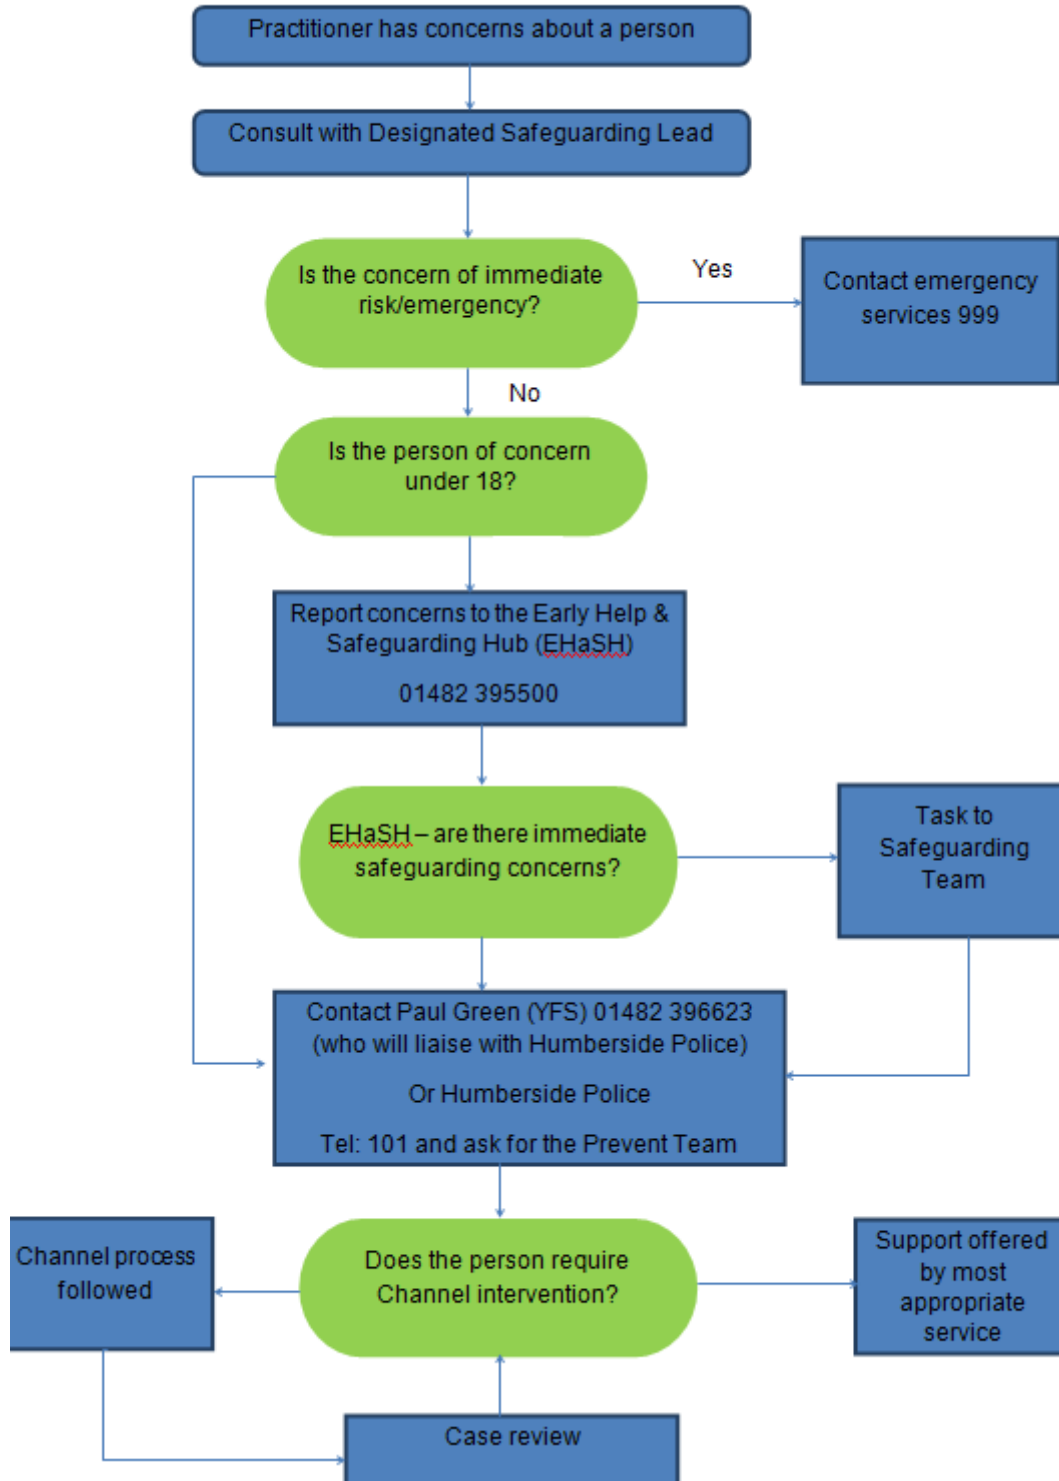 Practitioner has concerns about a person
Consult with Designated Safeguarding Lead
Is the concern of immediate
risk/emergency?
Yes
Contact emergency
services 999
No
Is the person of concern
under 18?
Report concerns to the Early Help &
Safeguarding Hub (EHaSH)
01482 395500
EHaSH – are there immediate
safeguarding concerns?
Task to
Safeguarding
Team
Contact Paul Green (YFS) 01482 396623
(who will liaise with Humberside Police)
Or Humberside Police
Tel: 101 and ask for the Prevent Team
Channel process
followed
Does the person require
Channel intervention?
Support offered
by most
appropriate
service
Case review